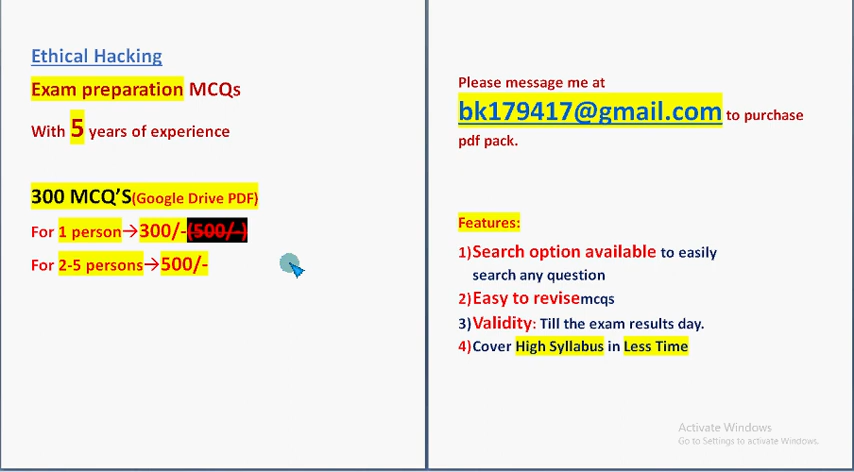 Ethical Hacking
Exam preparation MCQs
With 5 years of experience
300 MCQ'S(Google Drive PDF)
For 1 person→300/-(500/-)
For 2-5 persons→500/-
Please message me at
bk179417@gmail.com to purchase
pdf pack.
Features:
1)Search option available to easily
search any question
2)Easy to revisemcqs
3)Validity: Till the exam results day.
4)Cover High Syllabus in Less Time
Activate Windows
Go to Settings to activate Windows.